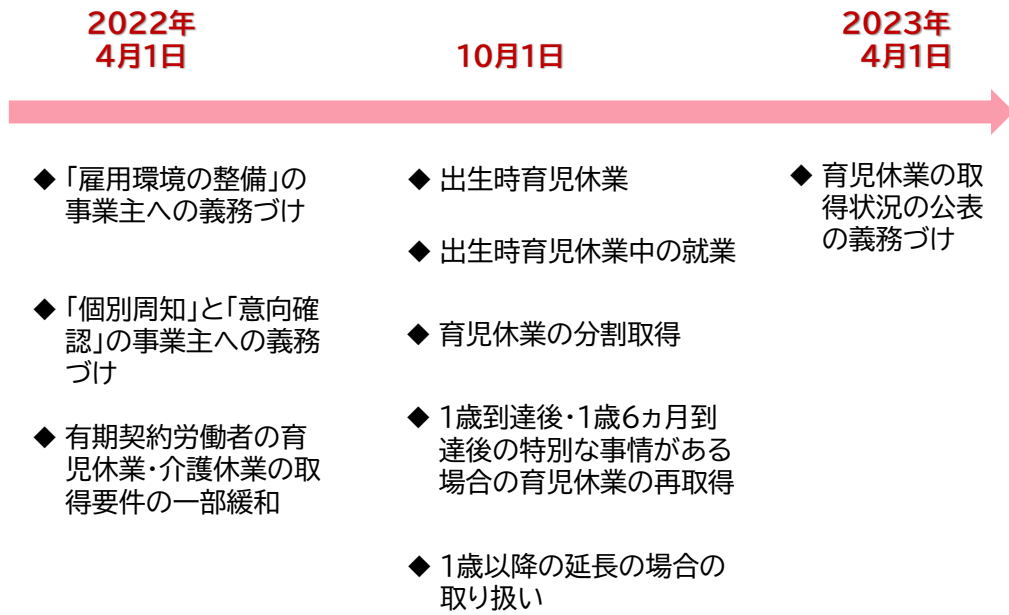 2022年
4月1日
10月1日
2023年
4月1日
◆ 「雇用環境の整備」の
事業主への義務づけ
◆ 「個別周知」と「意向確
認」の事業主への義務
づけ
◆ 有期契約労働者の育
児休業・介護休業の取
得要件の一部緩和
◆ 出生時育児休業
◆ 出生時育児休業中の就業
◆ 育児休業の分割取得
◆ 1歳到達後・1歳6ヵ月到
達後の特別な事情がある
場合の育児休業の再取得
◆ 1歳以降の延長の場合の
取り扱い
◆ 育児休業の取
得状況の公表
の義務づけ